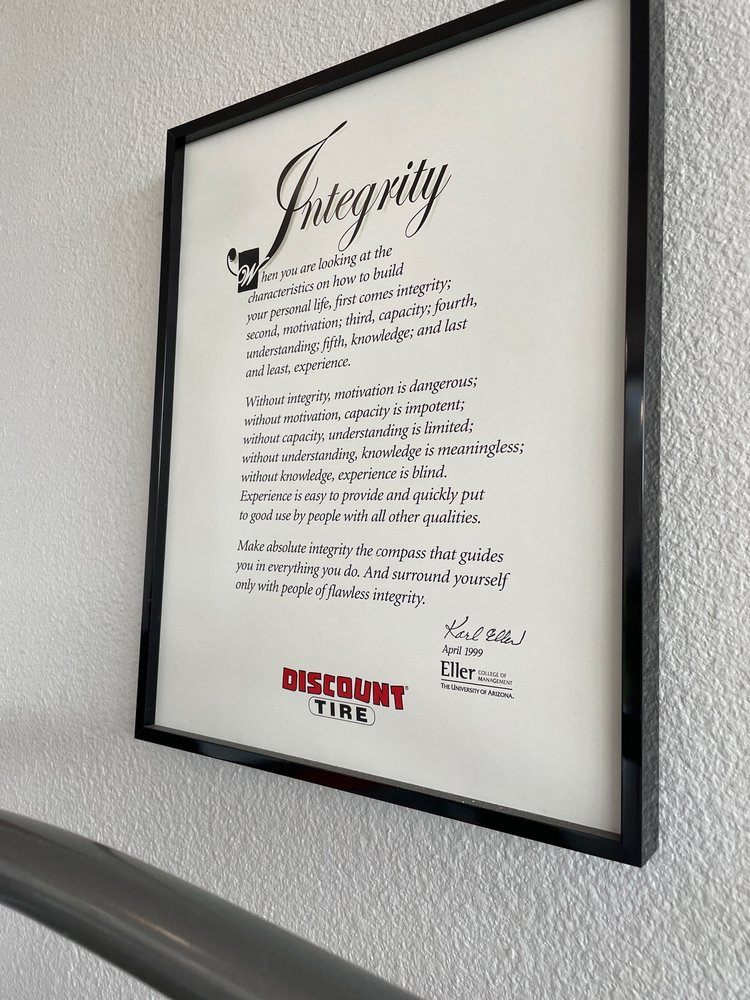 Integrity
When you are looking at the
characteristics on how to build
your personal life, first comes integrity;
second, motivation; third, capacity; fourth,
understanding; fifth, knowledge; and last
and least, experience.
Without integrity, motivation is dangerous;
without motivation, capacity is impotent;
without capacity, understanding is limited;
without understanding, knowledge is meaningless;
without knowledge, experience is blind.
Experience is easy to provide and quickly put
to good use by people with all other qualities.
Make absolute integrity the compass that guides
you in everything you do. And surround yourself
only with people of flawless integrity.
Karl Eller
April 1999
Eller COLLEGE OF
MANAGEMENT
THE UNIVERSITY OF ARIZONA.
DISCOUNT®
TIRE